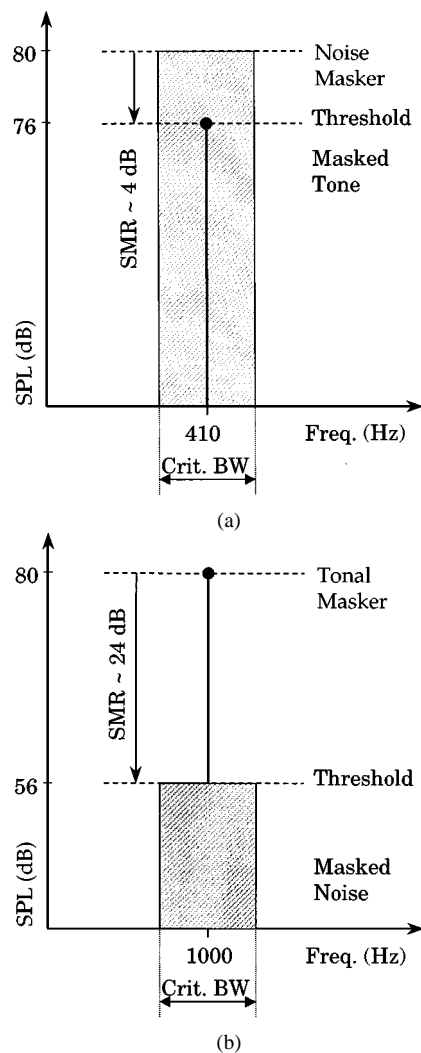 80
Noise
Masker
76
Threshold
Masked
Tone
SMR ~ 4 dB
SPL (dB)
410
Freq. (Hz)
Crit. BW
(a)
80
Tonal
Masker
SMR ~ 24 dB
56
Threshold
Masked
Noise
SPL (dB)
1000
Freq. (Hz)
Crit. BW
(b)